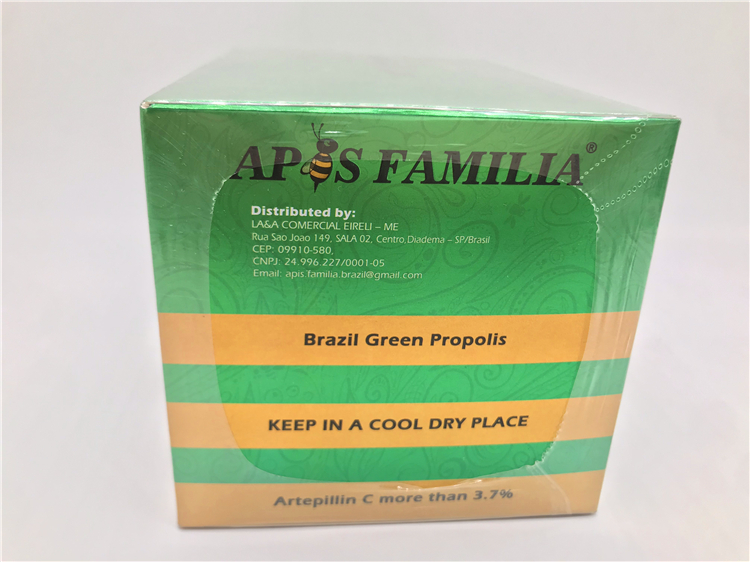 APIS FAMILIA®
Distributed by:
LA&A COMERCIAL EIRELI – ME
Rua Sao Joao 149, SALA 02, Centro,Diadema – SP/Brasil
CEP: 09910-580,
CNPJ: 24.996.227/0001-05
Email: apis.familia.brazil@gmail.com
Brazil Green Propolis
KEEP IN A COOL DRY PLACE
Artepillin C more than 3.7%